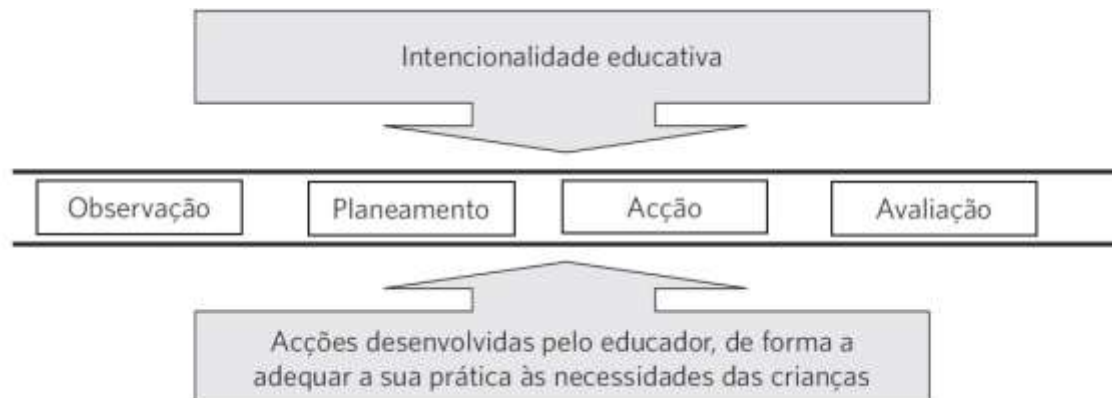 Intencionalidade educativa
Observação
Planeamento
Acção
Avaliação
Acções desenvolvidas pelo educador, de forma a
adequar a sua prática às necessidades das crianças